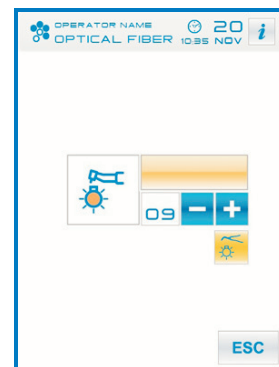 OPERATOR NAME
OPTICAL FIBER
10:35
20
NOV
i
09
− +
ESC